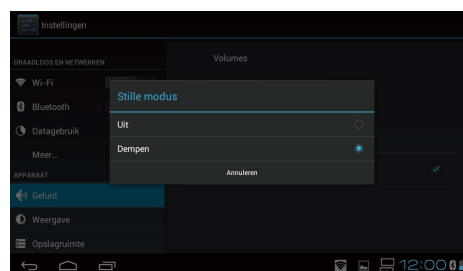 Instellingen
DRAADLOOS EN NETWERKEN
Volumes
Wi-Fi
Bluetooth
Datagebruik
Meer...
APPARAAT
Geluid
Weergave
Opslagruimte
Stille modus
Uit
Dempen
Annuleren
12:00